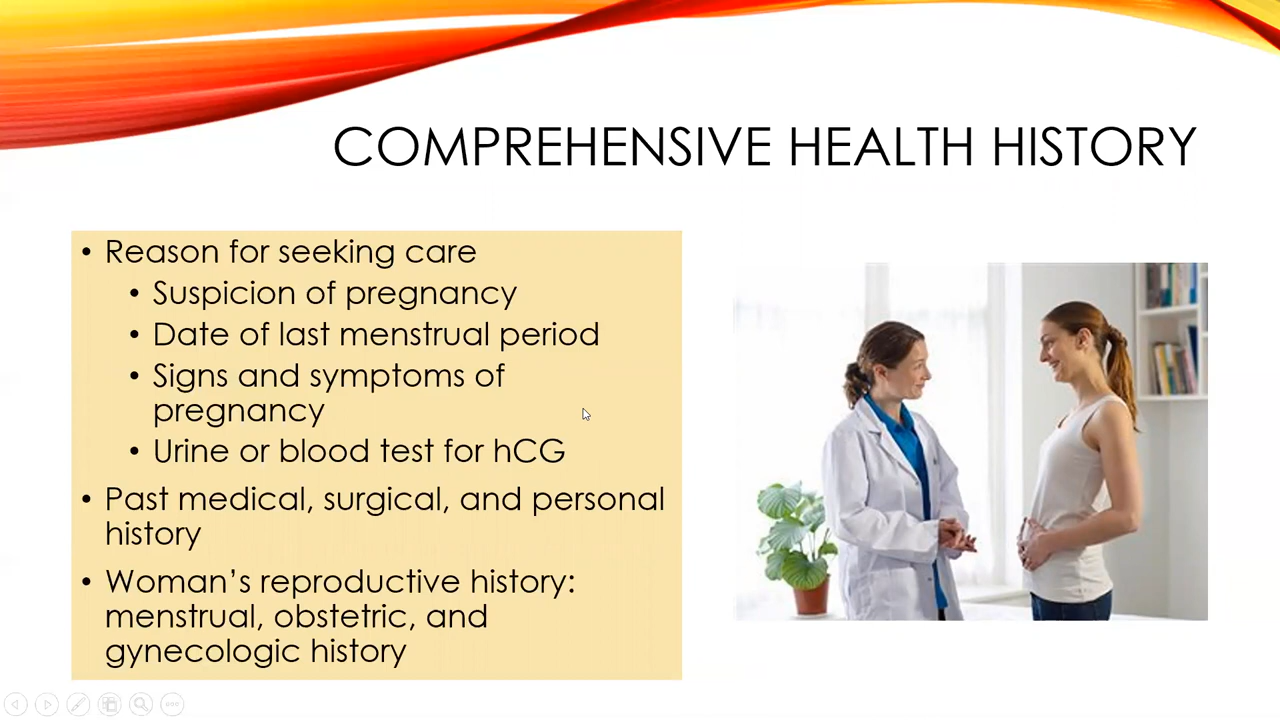 COMPREHENSIVE HEALTH HISTORY
• Reason for seeking care
• Suspicion of pregnancy
• Date of last menstrual period
• Signs and symptoms of
pregnancy
• Urine or blood test for hCG
• Past medical, surgical, and personal
history
• Woman’s reproductive history:
menstrual, obstetric, and
gynecologic history